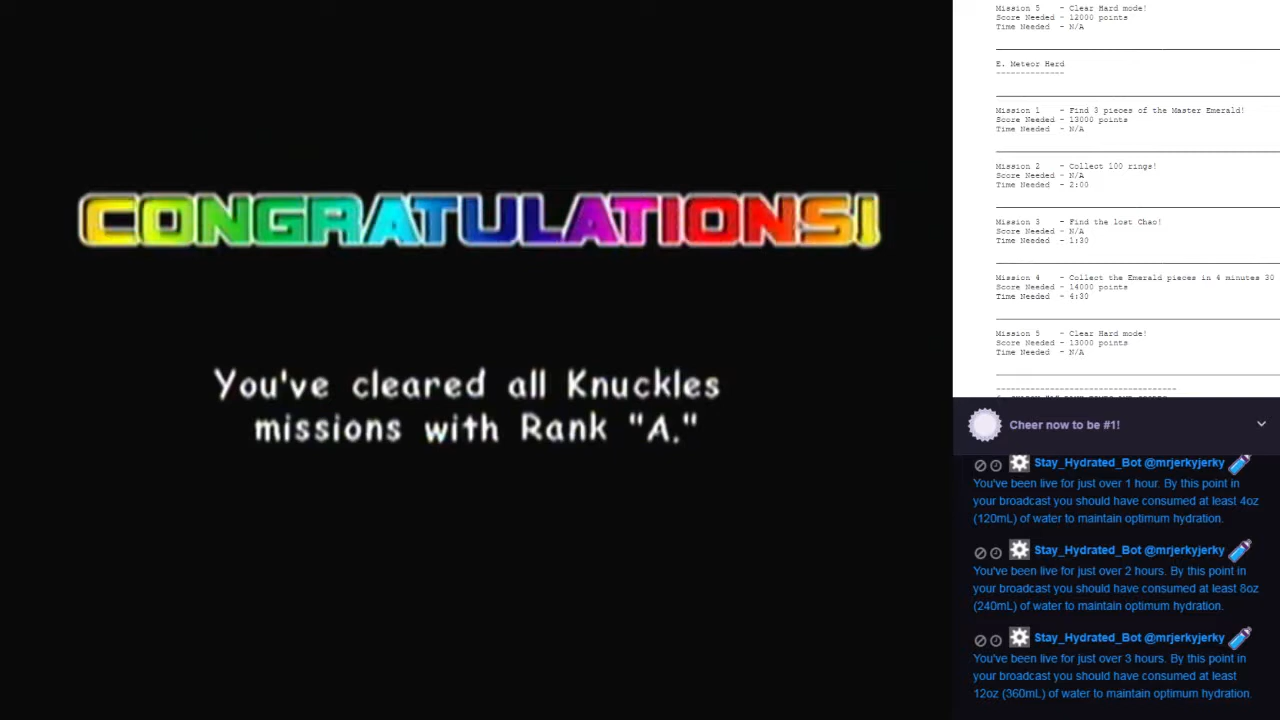 CONGRATULATIONS!
You've cleared all Knuckles
missions with Rank "A."
Mission 5 - Clear Hard mode!
Score Needed - 12000 points
Time Needed - N/A
E. Meteor Herd
--------------
Mission 1 - Find 3 pieces of the Master Emerald!
Score Needed - 13000 points
Time Needed - N/A
Mission 2 - Collect 100 rings!
Score Needed - N/A
Time Needed - 2:00
Mission 3 - Find the lost Chao!
Score Needed - N/A
Time Needed - 1:30
Mission 4 - Collect the Emerald pieces in 4 minutes 30
Score Needed - 14000 points
Time Needed - 4:30
Mission 5 - Clear Hard mode!
Score Needed - 13000 points
Time Needed - N/A
Cheer now to be #1!
Stay_Hydrated_Bot @mrjerkyjerky
You've been live for just over 1 hour. By this point in
your broadcast you should have consumed at least 4oz
(120mL) of water to maintain optimum hydration.
Stay_Hydrated_Bot @mrjerkyjerky
You've been live for just over 2 hours. By this point in
your broadcast you should have consumed at least 8oz
(240mL) of water to maintain optimum hydration.
Stay_Hydrated_Bot @mrjerkyjerky
You've been live for just over 3 hours. By this point in
your broadcast you should have consumed at least
12oz (360mL) of water to maintain optimum hydration.